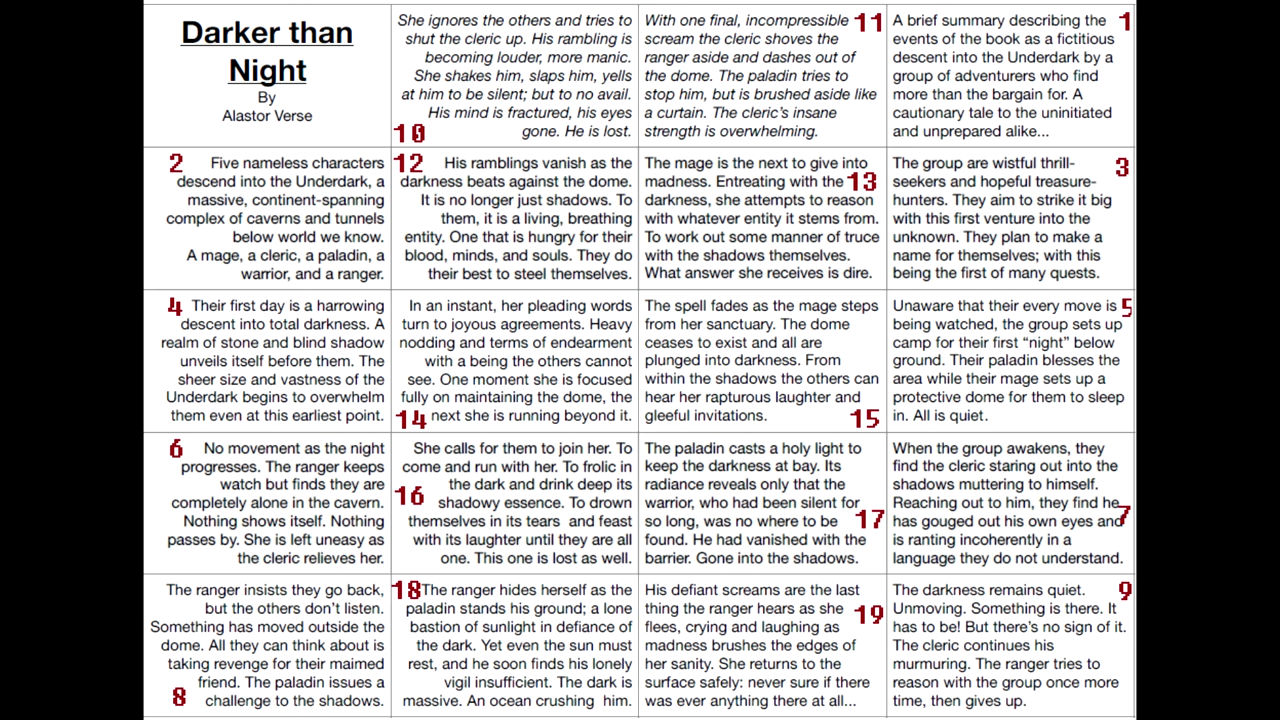 Darker than
Night
By
Alastor Verse
She ignores the others and tries to
shut the cleric up. His rambling is
becoming louder, more manic.
She shakes him, slaps him, yells
at him to be silent; but to no avail.
His mind is fractured, his eyes
10 gone. He is lost.
With one final, incompressible 11
scream the cleric shoves the
ranger aside and dashes out of
the dome. The paladin tries to
stop him, but is brushed aside like
a curtain. The cleric's insane
strength is overwhelming.
A brief summary describing the 1
events of the book as a fictitious
descent into the Underdark by a
group of adventurers who find
more than the bargain for. A
cautionary tale to the uninitiated
and unprepared alike...
2 Five nameless characters
descend into the Underdark, a
massive, continent-spanning
complex of caverns and tunnels
below world we know.
A mage, a cleric, a paladin, a
warrior, and a ranger.
12 His ramblings vanish as the
darkness beats against the dome.
It is no longer just shadows. To
them, it is a living, breathing
entity. One that is hungry for their
blood, minds, and souls. They do
their best to steel themselves.
The mage is the next to give into
madness. Entreating with the 13
darkness, she attempts to reason
with whatever entity it stems from.
To work out some manner of truce
with the shadows themselves.
What answer she receives is dire.
The group are wistful thrill- 3
seekers and hopeful treasure-
hunters. They aim to strike it big
with this first venture into the
unknown. They plan to make a
name for themselves; with this
being the first of many quests.
4 Their first day is a harrowing
descent into total darkness. A
realm of stone and blind shadow
unveils itself before them. The
sheer size and vastness of the
Underdark begins to overwhelm
them even at this earliest point.
In an instant, her pleading words
turn to joyous agreements. Heavy
nodding and terms of endearment
with a being the others cannot
see. One moment she is focused
fully on maintaining the dome, the
14 next she is running beyond it.
The spell fades as the mage steps
from her sanctuary. The dome
ceases to exist and all are
plunged into darkness. From
within the shadows the others can
hear her rapturous laughter and
gleeful invitations. 15
Unaware that their every move is 5
being watched, the group sets up
camp for their first “night” below
ground. Their paladin blesses the
area while their mage sets up a
protective dome for them to sleep
in. All is quiet.
6 No movement as the night
progresses. The ranger keeps
watch but finds they are
completely alone in the cavern.
Nothing shows itself. Nothing
passes by. She is left uneasy as
the cleric relieves her.
She calls for them to join her. To
come and run with her. To frolic in
the dark and drink deep its
16 shadowy essence. To drown
themselves in its tears and feast
with its laughter until they are all
one. This one is lost as well.
The paladin casts a holy light to
keep the darkness at bay. Its
radiance reveals only that the
warrior, who had been silent for
so long, was no where to be 17
found. He had vanished with the
barrier. Gone into the shadows.
When the group awakens, they
find the cleric staring out into the
shadows muttering to himself.
Reaching out to him, they find he
has gouged out his own eyes and 7
is ranting incoherently in a
language they do not understand.
The ranger insists they go back,
but the others don't listen.
Something has moved outside the
dome. All they can think about is
taking revenge for their maimed
friend. The paladin issues a
8 challenge to the shadows.
18 The ranger hides herself as the
paladin stands his ground; a lone
bastion of sunlight in defiance of
the dark. Yet even the sun must
rest, and he soon finds his lonely
vigil insufficient. The dark is
massive. An ocean crushing him.
His defiant screams are the last
thing the ranger hears as she 19
flees, crying and laughing as
madness brushes the edges of
her sanity. She returns to the
surface safely: never sure if there
was ever anything there at all...
The darkness remains quiet. 9
Unmoving. Something is there. It
has to be! But there's no sign of it.
The cleric continues his
murmuring. The ranger tries to
reason with the group once more
time, then gives up.